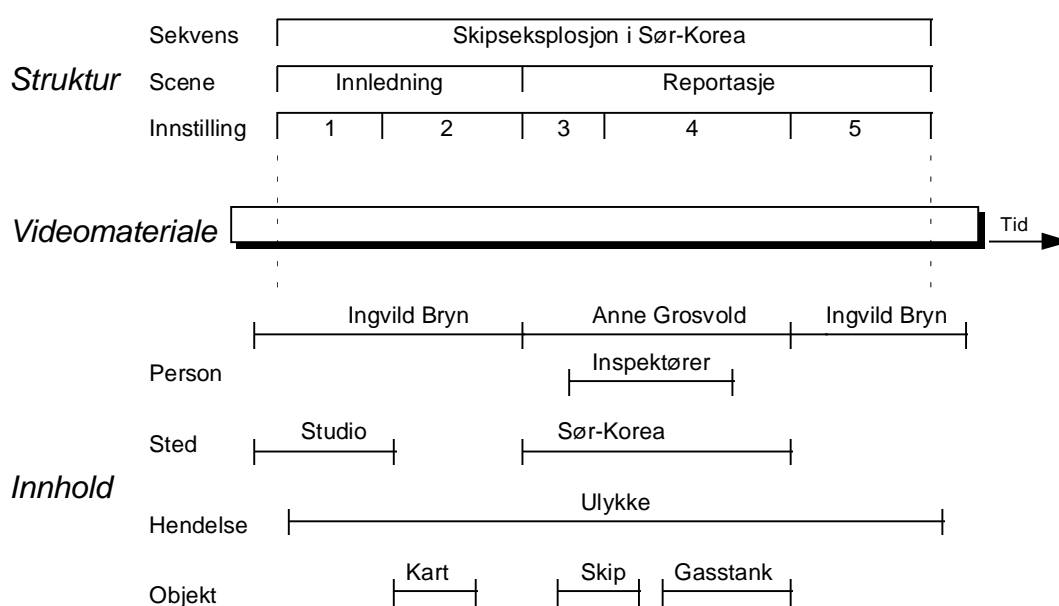 Sekvens Skipseksplosjon i Sør-Korea
Struktur Scene Innledning Reportasje
Innstilling 1 2 3 4 5
Videomateriale Tid
Ingvild Bryn Anne Grosvold Ingvild Bryn
Person Inspektører
Sted Studio Sør-Korea
Innhold
Hendelse Ulykke
Objekt Kart Skip Gasstank